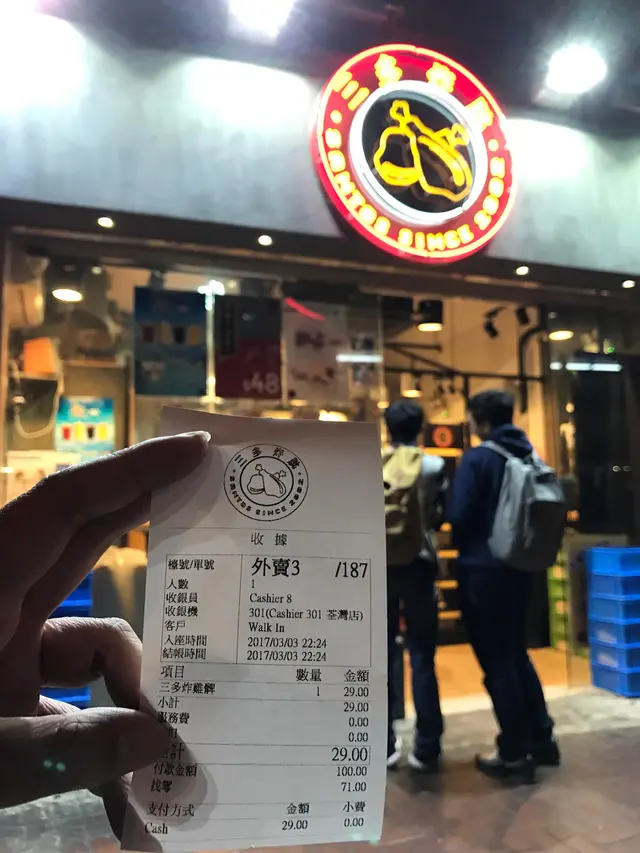 三多炸髀
SANTOS SINCE 2002
48
三多炸髀
SANTOS SINCE 2002
收據
檯號/單號 外賣3 /187
人數 1
收銀員 Cashier 8
收銀機 301(Cashier 301 荃灣店)
客戶 Walk In
入座時間 2017/03/03 22:24
結帳時間 2017/03/03 22:24
項目 數量 金額
三多炸雞髀 1 29.00
小計 29.00
服務費 0.00
0.00
計 29.00
付款金額 100.00
找零 71.00
支付方式 金額 小費
Cash 29.00 0.00